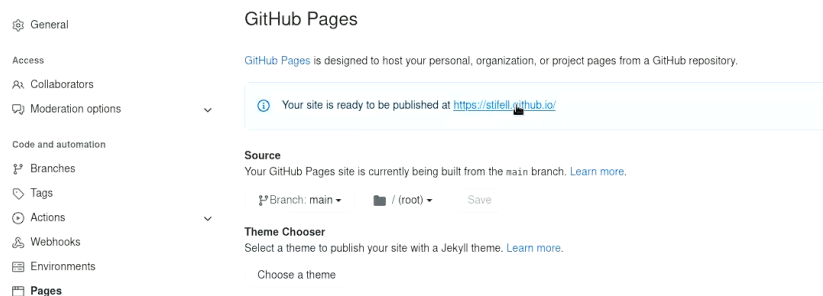 General
Access
Collaborators
Moderation options
Code and automation
Branches
Tags
Actions
Webhooks
Environments
Pages
GitHub Pages
GitHub Pages is designed to host your personal, organization, or project pages from a GitHub repository.
Your site is ready to be published at https://stifell.github.io/
Source
Your GitHub Pages site is currently being built from the main branch. Learn more.
Branch: main / (root) Save
Theme Chooser
Select a theme to publish your site with a Jekyll theme. Learn more.
Choose a theme